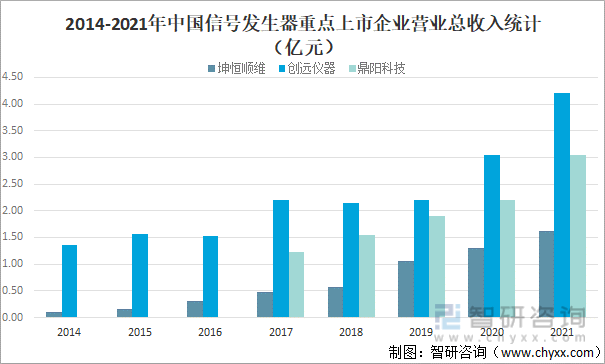 2014-2021年中国信号发生器重点上市企业营业总收入统计
（亿元）
坤恒顺维 创远仪器 鼎阳科技
4.50
4.00
3.50
3.00
2.50
2.00
1.50
1.00
0.50
0.00
2014 2015 2016 2017 2018 2019 2020 2021
智研咨询
www.chyxx.com
制图：智研咨询（www.chyxx.com）